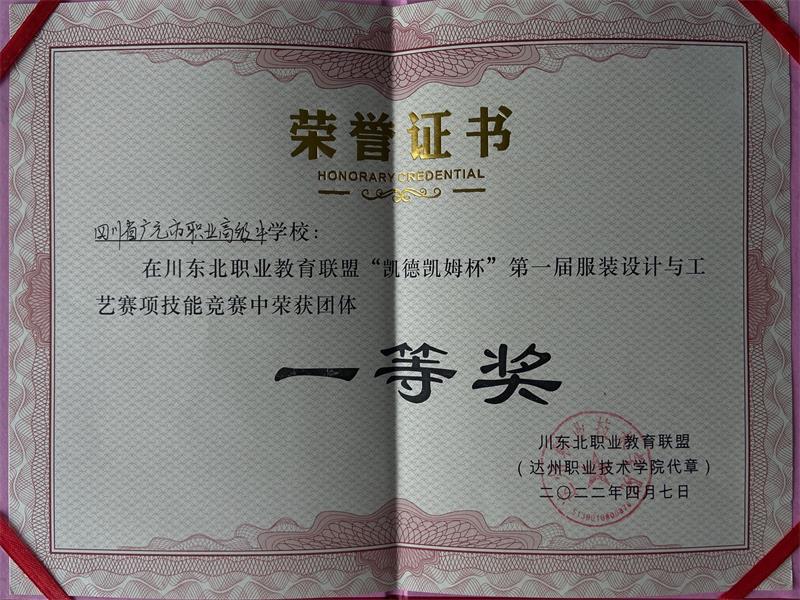 荣誉证书
HONORARY CREDENTIAL
四川省广元市职业高级中学校：
在川东北职业教育联盟“凯德凯姆杯”第一届服装设计与工
艺赛项技能竞赛中荣获团体
一等奖
川东北职业教育联盟
（达州职业技术学院代章）
二〇二二年四月七日